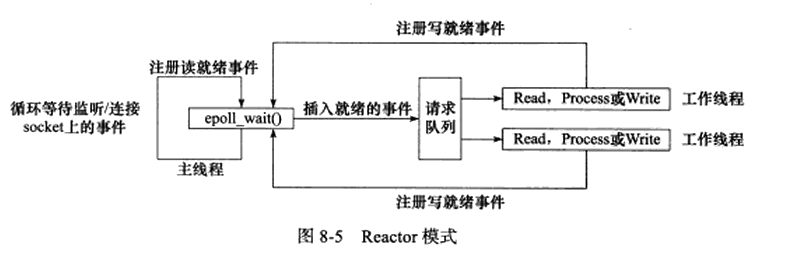 注册写就绪事件
注册读就绪事件
循环等待监听/连接
socket上的事件
epoll_wait()
插入就绪的事件
请求
队列
Read，Process或Write
工作线程
Read，Process或Write
工作线程
主线程
注册写就绪事件
图 8-5 Reactor 模式